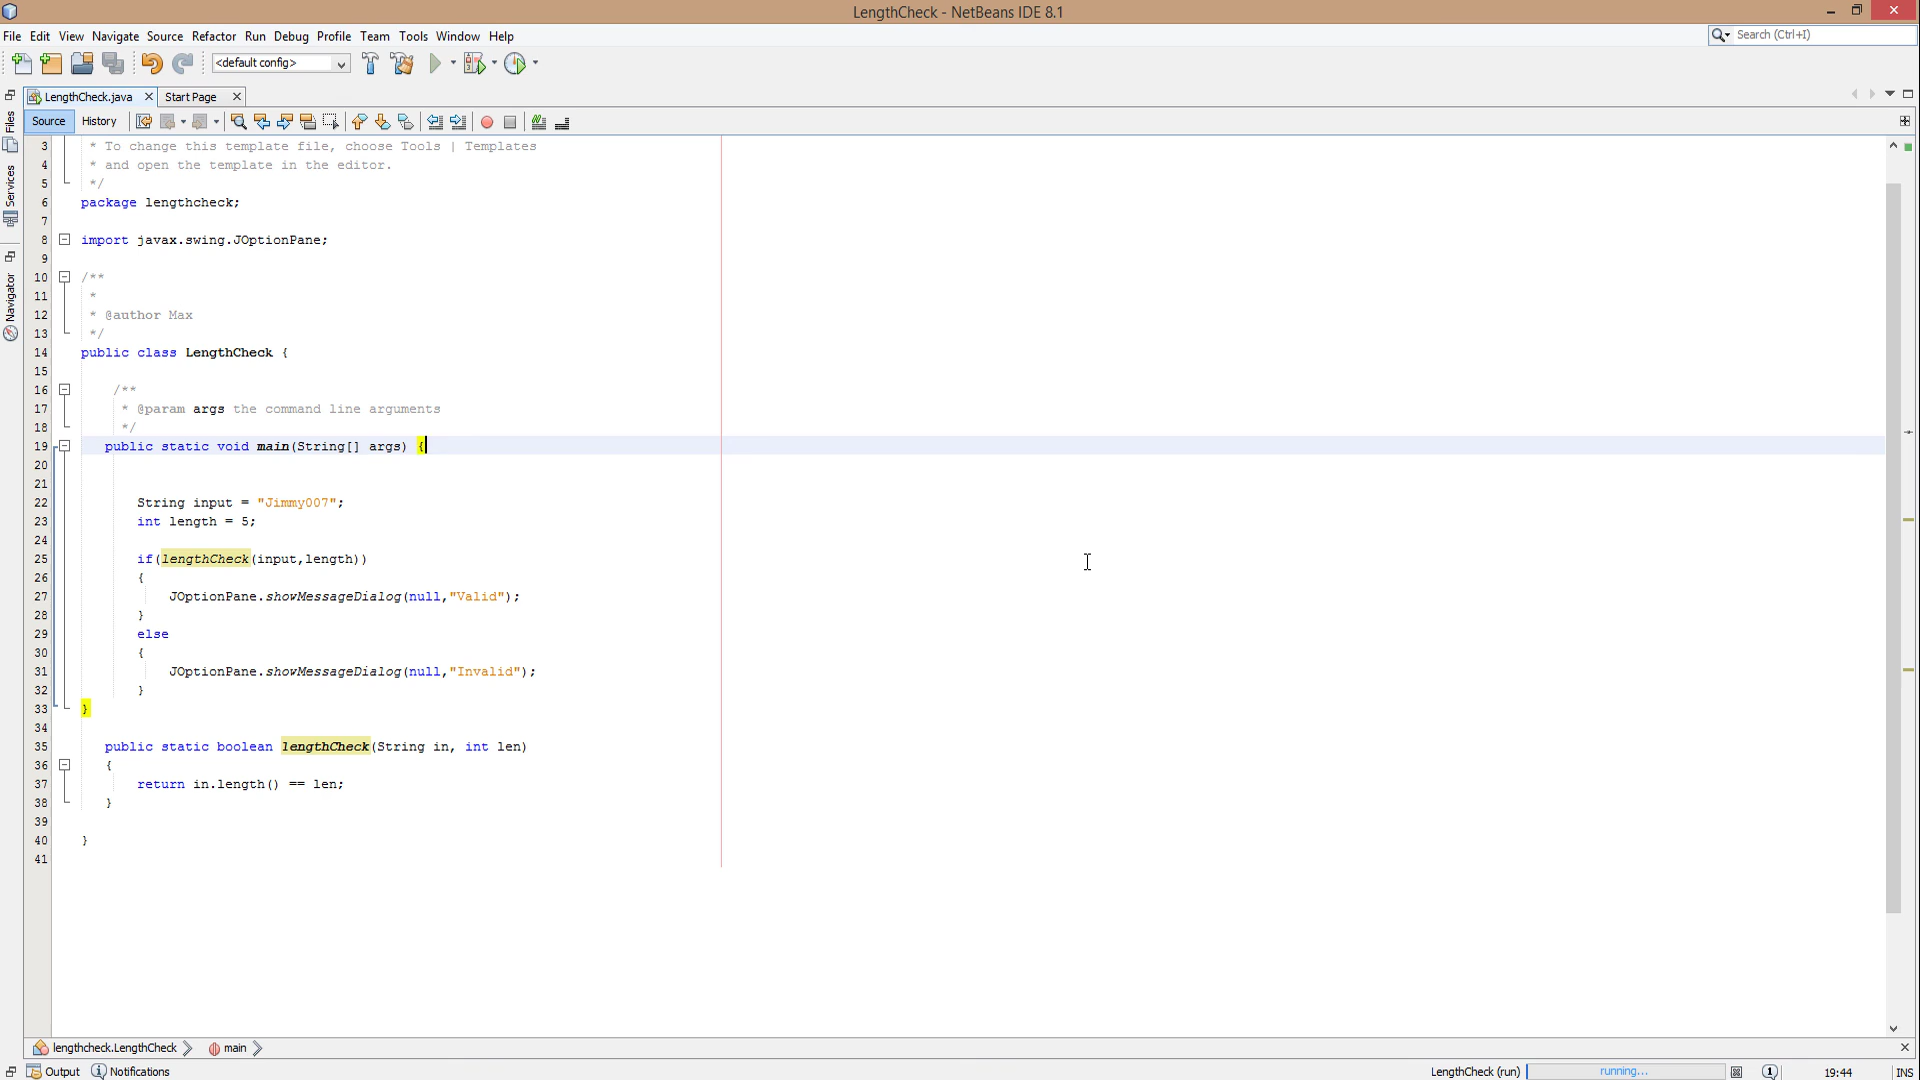 LengthCheck - NetBeans IDE 8.1
File Edit View Navigate Source Refactor Run Debug Profile Team Tools Window Help
Search (Ctrl+I)
<default config>
LengthCheck.java Start Page
Source History
Files
Services
Navigator
3 * To change this template file, choose Tools | Templates
4 * and open the template in the editor.
5 */
6 package lengthcheck;
7
8 import javax.swing.JOptionPane;
9
10 /**
11 *
12 * @author Max
13 */
14 public class LengthCheck {
15
16 /**
17 * @param args the command line arguments
18 */
19 public static void main(String[] args) {
20
21
22 String input = "Jimmy007";
23 int length = 5;
24
25 if(lengthCheck(input,length))
26 {
27 JOptionPane.showMessageDialog(null,"Valid");
28 }
29 else
30 {
31 JOptionPane.showMessageDialog(null,"Invalid");
32 }
33 }
34
35 public static boolean lengthCheck(String in, int len)
36 {
37 return in.length() == len;
38 }
39
40 }
41
lengthcheck.LengthCheck main
Output Notifications LengthCheck (run) running... 1 19:44 INS